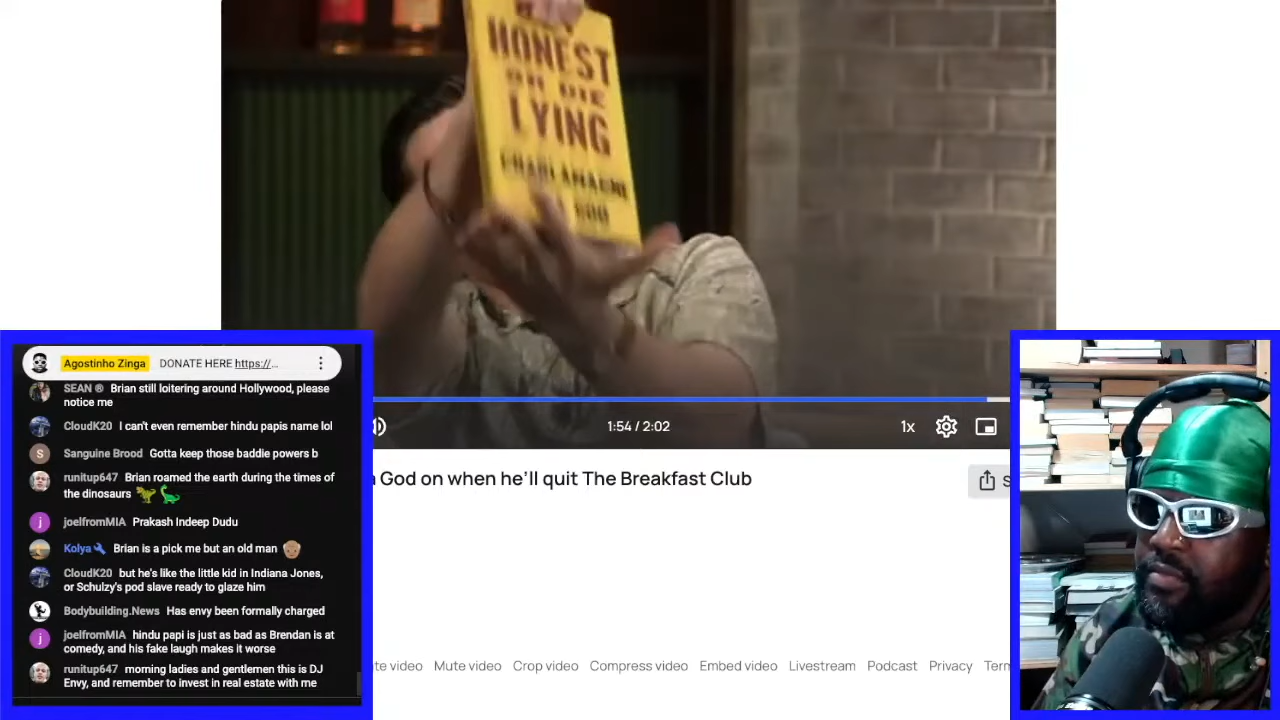 HONEST
OR DIE
LYING
CHARLAMAGNE
GOD
1:54 / 2:02
1x
God on when he'll quit The Breakfast Club
S
Agostinho Zinga DONATE HERE https://...
SEAN ® Brian still loitering around Hollywood, please
notice me
CloudK20 I can't even remember hindu papis name lol
S
Sanguine Brood Gotta keep those baddie powers b
runitup647 Brian roamed the earth during the times of
the dinosaurs 🦖 🦕
j
joelfromMIA Prakash Indeep Dudu
Kolya Brian is a pick me but an old man 👴🏽
CloudK20 but he's like the little kid in Indiana Jones,
or Schulzy's pod slave ready to glaze him
Bodybuilding.News Has envy been formally charged
j
joelfromMIA hindu papi is just as bad as Brendan is at
comedy, and his fake laugh makes it worse
runitup647 morning ladies and gentlemen this is DJ
Envy, and remember to invest in real estate with me
te video Mute video Crop video Compress video Embed video Livestream Podcast Privacy Term